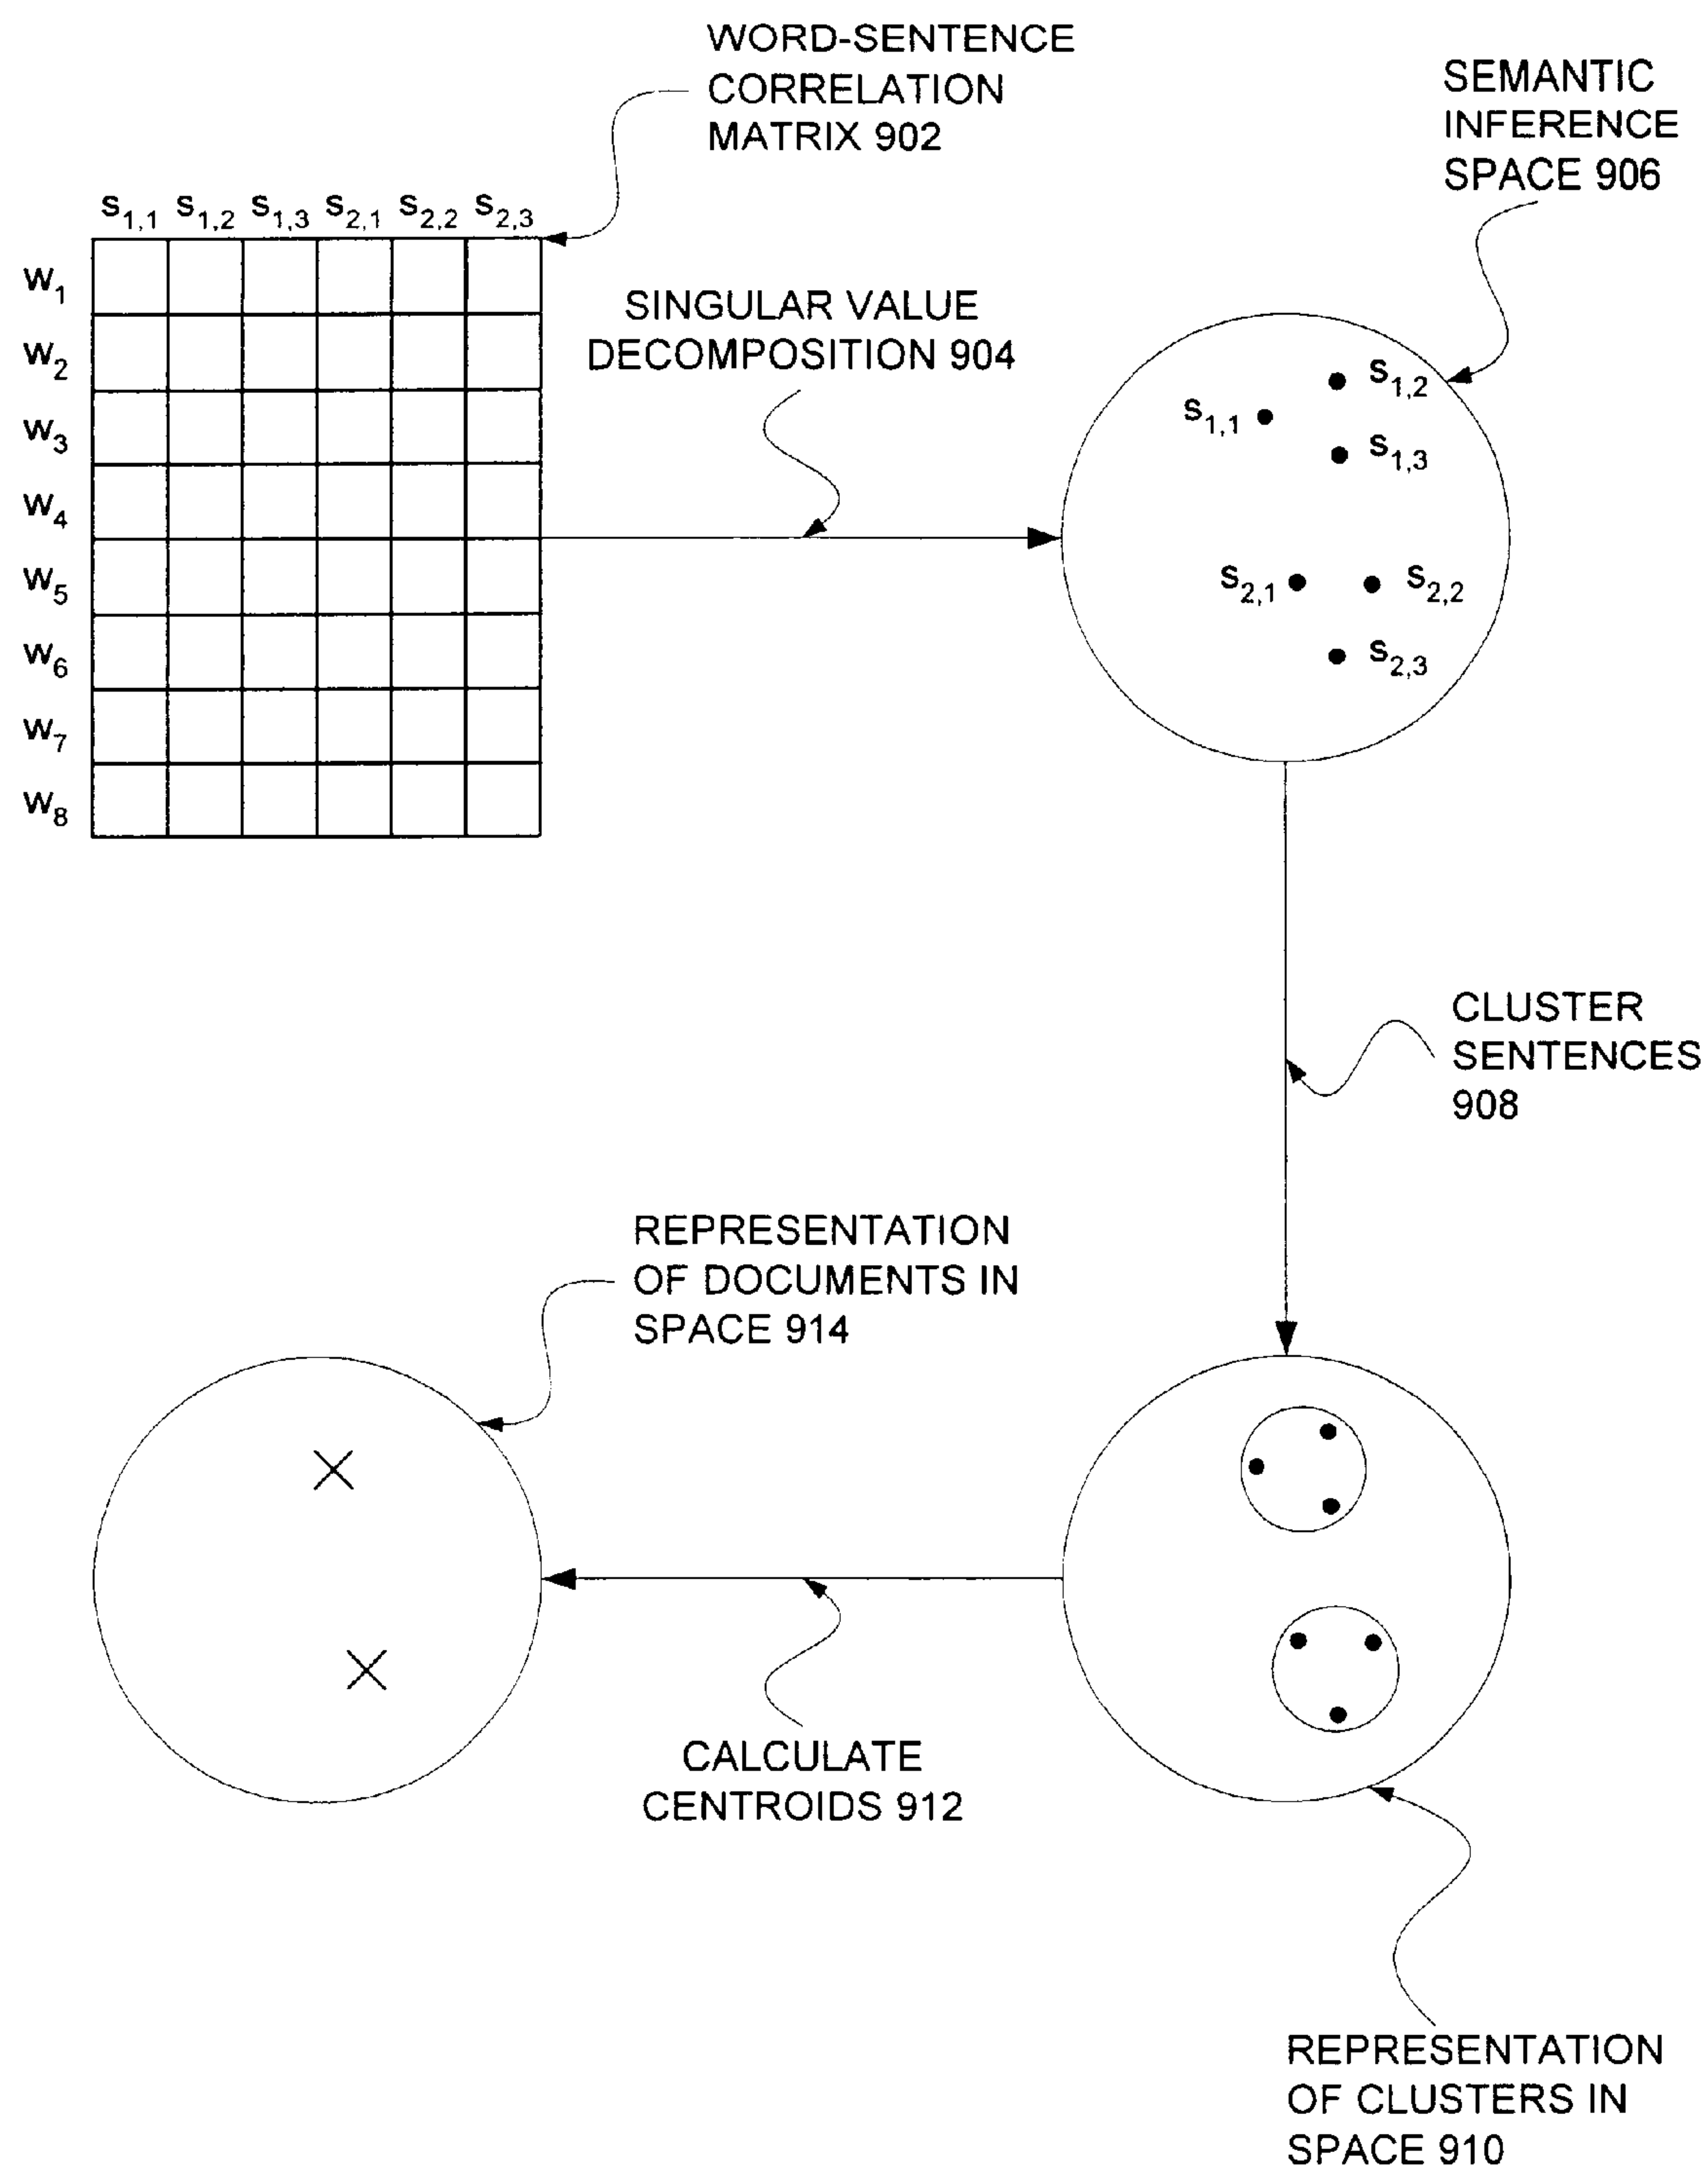 WORD-SENTENCE
CORRELATION
MATRIX 902
SEMANTIC
INFERENCE
SPACE 906
S1,1 S1,2 S1,3 S2,1 S2,2 S2,3
W1
W2
W3
W4
W5
W6
W7
W8
SINGULAR VALUE
DECOMPOSITION 904
S1,2
S1,1
S1,3
S2,1 S2,2
S2,3
CLUSTER
SENTENCES
908
REPRESENTATION
OF DOCUMENTS IN
SPACE 914
CALCULATE
CENTROIDS 912
REPRESENTATION
OF CLUSTERS IN
SPACE 910